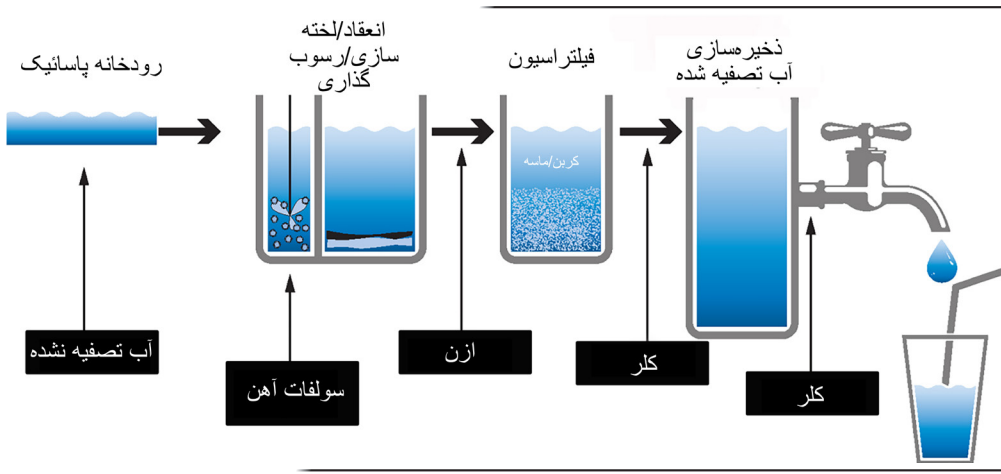 رودخانه پاسائیک
انعقاد/لخته
سازی/رسوب
گذاری
فیلتراسیون
ذخیره‌سازی
آب تصفیه شده
کربن/ماسه
آب تصفیه نشده
سولفات آهن
ازن
کلر
کلر